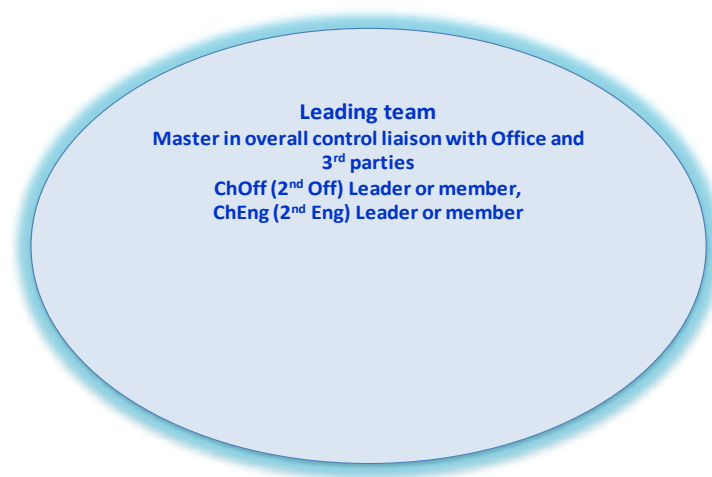 Leading team
Master in overall control liaison with Office and
3rd parties
ChOff (2nd Off) Leader or member,
ChEng (2nd Eng) Leader or member